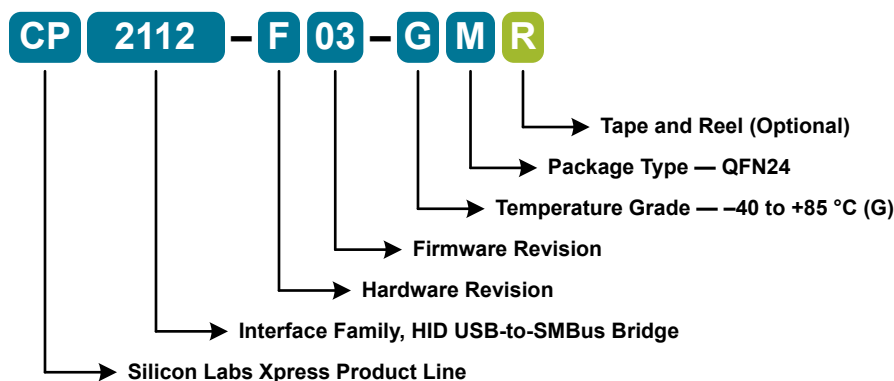 CP 2112 – F 03 – G M R
Tape and Reel (Optional)
Package Type — QFN24
Temperature Grade — –40 to +85 °C (G)
Firmware Revision
Hardware Revision
Interface Family, HID USB-to-SMBus Bridge
Silicon Labs Xpress Product Line